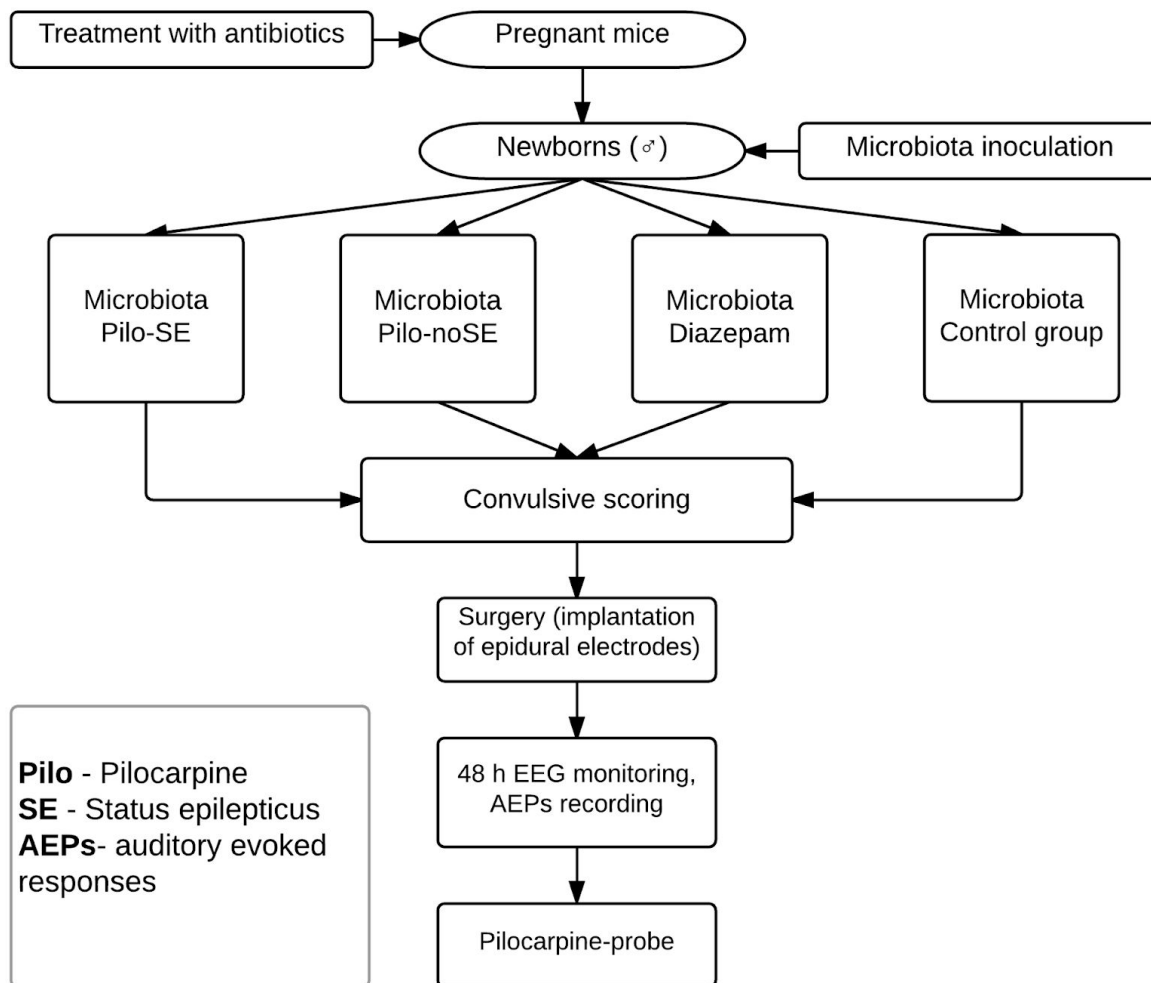 Treatment with antibiotics
Pregnant mice
Newborns (♂)
Microbiota inoculation
Microbiota
Pilo-SE
Microbiota
Pilo-noSE
Microbiota
Diazepam
Microbiota
Control group
Convulsive scoring
Surgery (implantation
of epidural electrodes)
48 h EEG monitoring,
AEPs recording
Pilocarpine-probe
Pilo - Pilocarpine
SE - Status epilepticus
AEPs- auditory evoked
responses